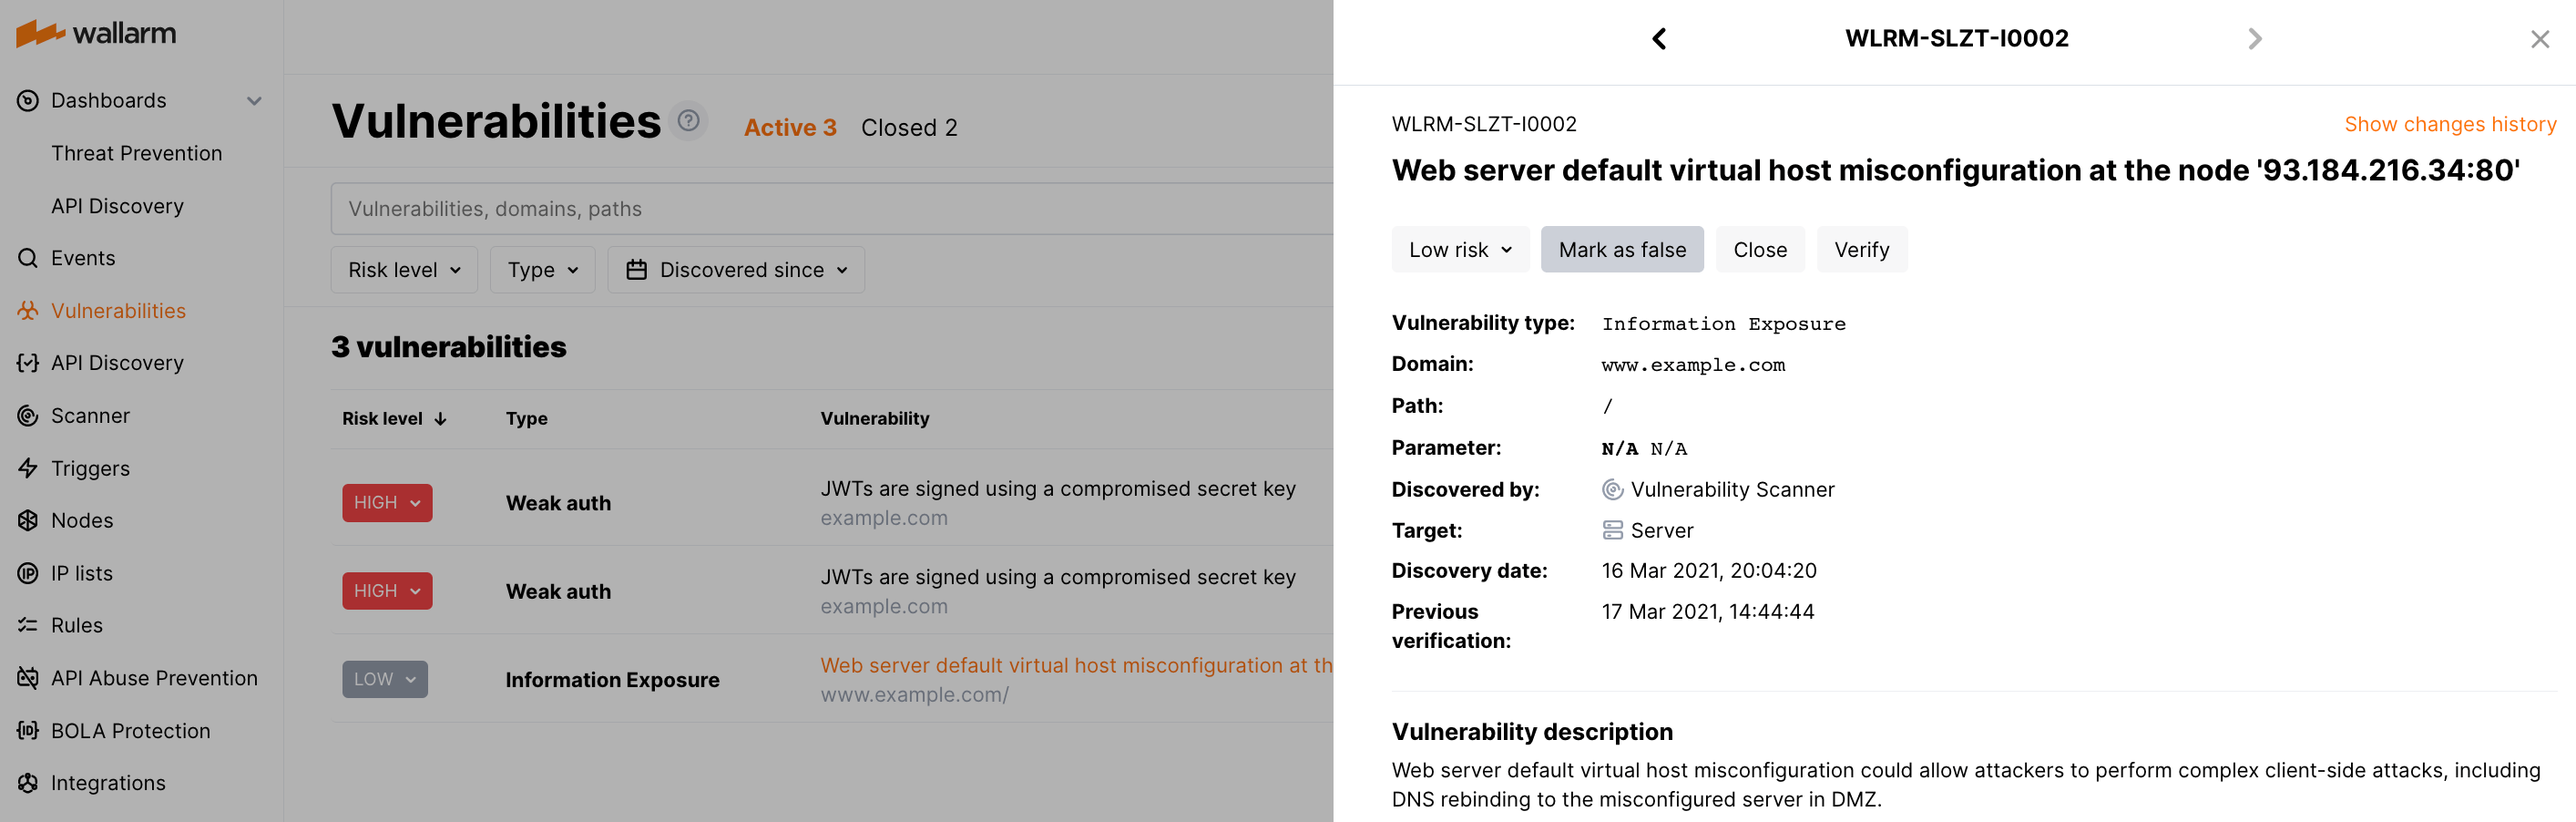 wallarm
Dashboards
Threat Prevention
API Discovery
Events
Vulnerabilities
API Discovery
Scanner
Triggers
Nodes
IP lists
Rules
API Abuse Prevention
BOLA Protection
Integrations
Vulnerabilities ? Active 3 Closed 2
Vulnerabilities, domains, paths
Risk level Type Discovered since
3 vulnerabilities
Risk level Type Vulnerability
HIGH Weak auth JWTs are signed using a compromised secret key
example.com
HIGH Weak auth JWTs are signed using a compromised secret key
example.com
LOW Information Exposure Web server default virtual host misconfiguration at th
www.example.com/
WLRM-SLZT-I0002
WLRM-SLZT-I0002 Show changes history
Web server default virtual host misconfiguration at the node '93.184.216.34:80'
Low risk Mark as false Close Verify
Vulnerability type: Information Exposure
Domain: www.example.com
Path: /
Parameter: N/A N/A
Discovered by: Vulnerability Scanner
Target: Server
Discovery date: 16 Mar 2021, 20:04:20
Previous 17 Mar 2021, 14:44:44
verification:
Vulnerability description
Web server default virtual host misconfiguration could allow attackers to perform complex client-side attacks, including
DNS rebinding to the misconfigured server in DMZ.